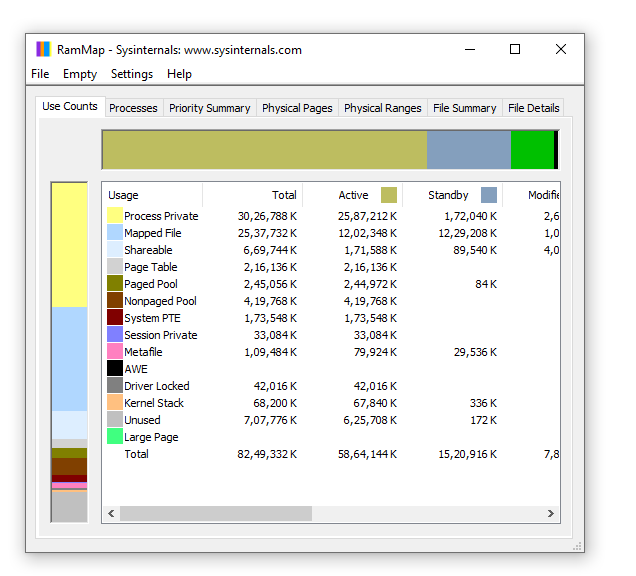 RamMap - Sysinternals: www.sysinternals.com
File Empty Settings Help
Use Counts Processes Priority Summary Physical Pages Physical Ranges File Summary File Details
Usage Total Active Standby Modifie
Process Private 30,26,788 K 25,87,212 K 1,72,040 K 2,6
Mapped File 25,37,732 K 12,02,348 K 12,29,208 K 1,0
Shareable 6,69,744 K 1,71,588 K 89,540 K 4,0
Page Table 2,16,136 K 2,16,136 K
Paged Pool 2,45,056 K 2,44,972 K 84 K
Nonpaged Pool 4,19,768 K 4,19,768 K
System PTE 1,73,548 K 1,73,548 K
Session Private 33,084 K 33,084 K
Metafile 1,09,484 K 79,924 K 29,536 K
AWE
Driver Locked 42,016 K 42,016 K
Kernel Stack 68,200 K 67,840 K 336 K
Unused 7,07,776 K 6,25,708 K 172 K
Large Page
Total 82,49,332 K 58,64,144 K 15,20,916 K 7,8